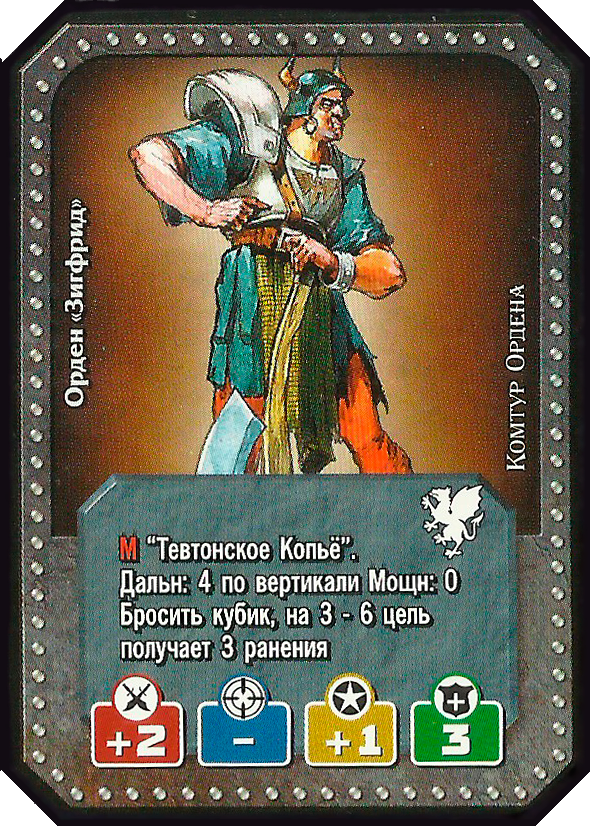 Орден «Зигфрид»
Комтур Ордена
М “Тевтонское Копьё”.
Дальн: 4 по вертикали Мощн: 0
Бросить кубик, на 3 - 6 цель
получает 3 ранения
+2
-
+1
3